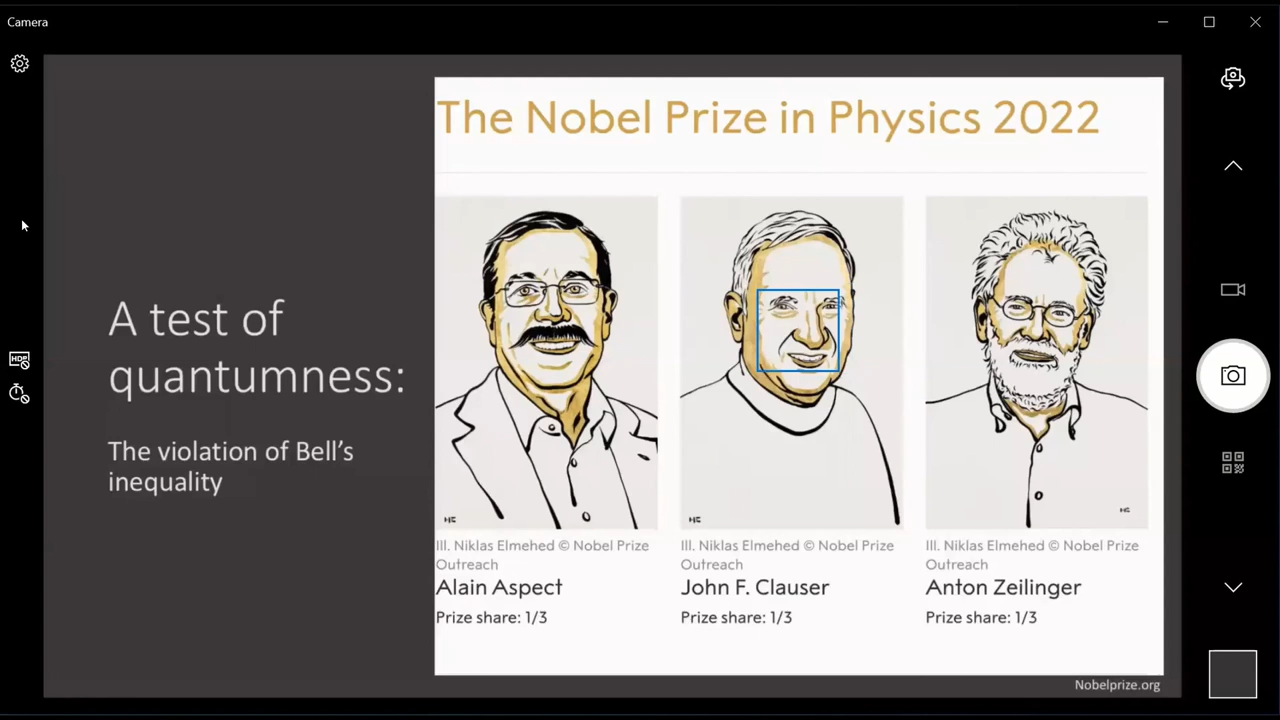 Camera
The Nobel Prize in Physics 2022
A test of
quantumness:
The violation of Bell's
inequality
HDR
Ill. Niklas Elmehed © Nobel Prize
Outreach
Alain Aspect
Prize share: 1/3
Ill. Niklas Elmehed © Nobel Prize
Outreach
John F. Clauser
Prize share: 1/3
Ill. Niklas Elmehed © Nobel Prize
Outreach
Anton Zeilinger
Prize share: 1/3
Nobelprize.org